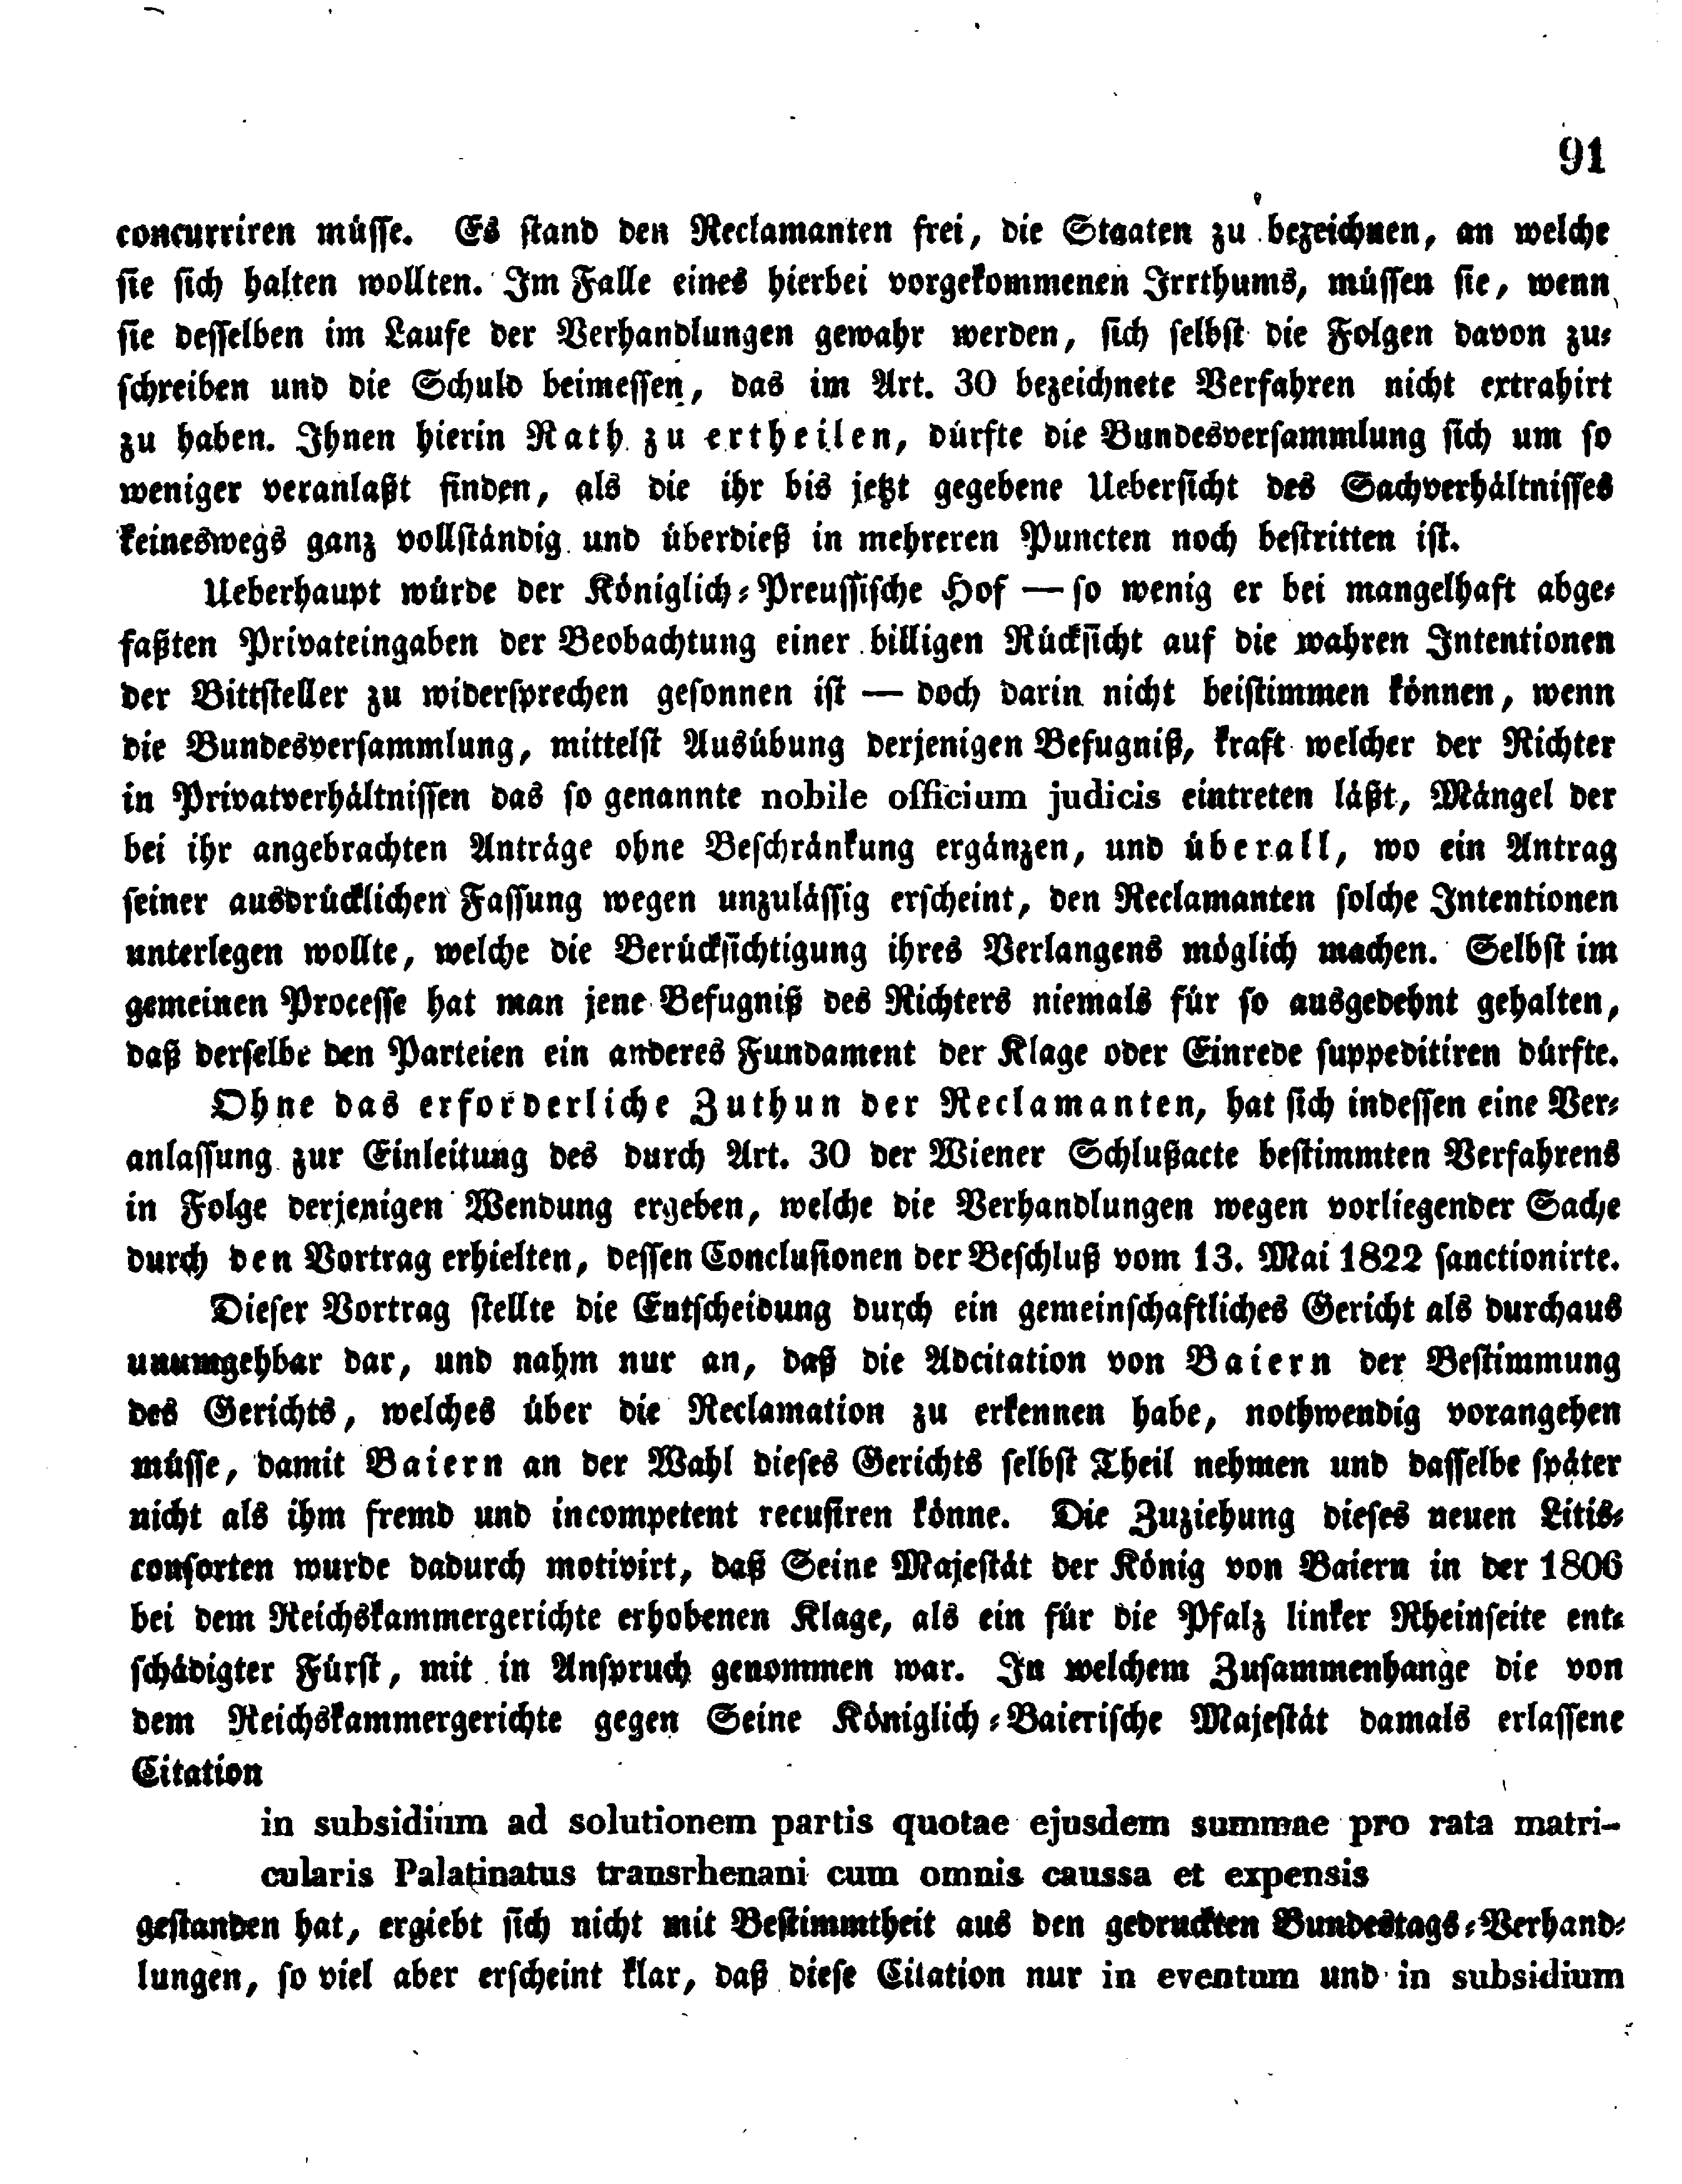 91
concurriren müsse. Es stand den Reclamanten frei, die Staaten zu bezeichnen, an welche
sie sich halten wollten. Im Falle eines hierbei vorgekommenen Irrthums, müssen sie, wenn
sie desselben im Laufe der Verhandlungen gewahr werden, sich selbst die Folgen davon zu-
schreiben und die Schuld beimessen, das im Art. 30 bezeichnete Verfahren nicht extrahirt
zu haben. Ihnen hierin Rath zu ertheilen, dürfte die Bundesversammlung sich um so
weniger veranlaßt finden, als die ihr bis jetzt gegebene Uebersicht des Sachverhältnisses
keineswegs ganz vollständig und überdieß in mehreren Puncten noch bestritten ist.
Ueberhaupt würde der Königlich-Preussische Hof — so wenig er bei mangelhaft abge-
faßten Privateingaben der Beobachtung einer billigen Rücksicht auf die wahren Intentionen
der Bittsteller zu widersprechen gesonnen ist — doch darin nicht beistimmen können, wenn
die Bundesversammlung, mittelst Ausübung derjenigen Befugniß, kraft welcher der Richter
in Privatverhältnissen das so genannte nobile officium judicis eintreten läßt, Mängel der
bei ihr angebrachten Anträge ohne Beschränkung ergänzen, und überall, wo ein Antrag
seiner ausdrücklichen Fassung wegen unzulässig erscheint, den Reclamanten solche Intentionen
unterlegen wollte, welche die Berücksichtigung ihres Verlangens möglich machen. Selbst im
gemeinen Processe hat man jene Befugniß des Richters niemals für so ausgedehnt gehalten,
daß derselbe den Parteien ein anderes Fundament der Klage oder Einrede suppeditiren dürfte.
Ohne das erforderliche Zuthun der Reclamanten, hat sich indessen eine Ver-
anlassung zur Einleitung des durch Art. 30 der Wiener Schlußacte bestimmten Verfahrens
in Folge derjenigen Wendung ergeben, welche die Verhandlungen wegen vorliegender Sache
durch den Vortrag erhielten, dessen Conclusionen der Beschluß vom 13. Mai 1822 sanctionirte.
Dieser Vortrag stellte die Entscheidung durch ein gemeinschaftliches Gericht als durchaus
unumgehbar dar, und nahm nur an, daß die Adcitation von Baiern der Bestimmung
des Gerichts, welches über die Reclamation zu erkennen habe, nothwendig vorangehen
müsse, damit Baiern an der Wahl dieses Gerichts selbst Theil nehmen und dasselbe später
nicht als ihm fremd und incompetent recusiren könne. Die Zuziehung dieses neuen Litis-
consorten wurde dadurch motivirt, daß Seine Majestät der König von Baiern in der 1806
bei dem Reichskammergerichte erhobenen Klage, als ein für die Pfalz linker Rheinseite ent-
schädigter Fürst, mit in Anspruch genommen war. In welchem Zusammenhange die von
dem Reichskammergerichte gegen Seine Königlich-Baierische Majestät damals erlassene
Citation
in subsidium ad solutionem partis quotae ejusdem summae pro rata matri-
cularis Palatinatus transrhenani cum omnis caussa et expensis
gestanden hat, ergiebt sich nicht mit Bestimmtheit aus den gedruckten Bundestags-Verhand-
lungen, so viel aber erscheint klar, daß diese Citation nur in eventum und in subsidium